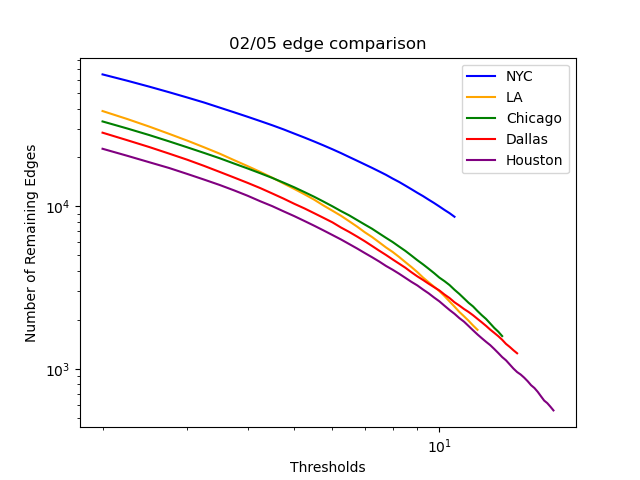 02/05 edge comparison
NYC
LA
Chicago
Dallas
Houston
Number of Remaining Edges
10⁴
10³
10¹
Thresholds